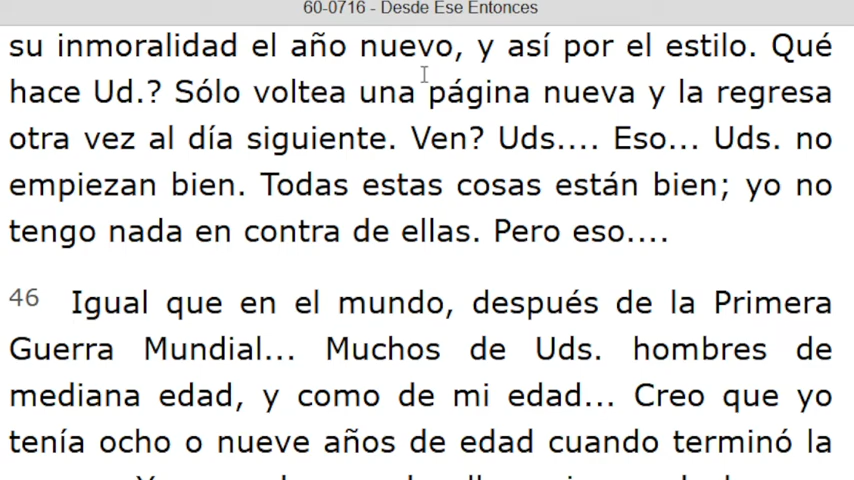 60-0716 - Desde Ese Entonces
su inmoralidad el año nuevo, y así por el estilo. Qué
hace Ud.? Sólo voltea una página nueva y la regresa
otra vez al día siguiente. Ven? Uds.... Eso... Uds. no
empiezan bien. Todas estas cosas están bien; yo no
tengo nada en contra de ellas. Pero eso....
46 Igual que en el mundo, después de la Primera
Guerra Mundial... Muchos de Uds. hombres de
mediana edad, y como de mi edad... Creo que yo
tenía ocho o nueve años de edad cuando terminó la